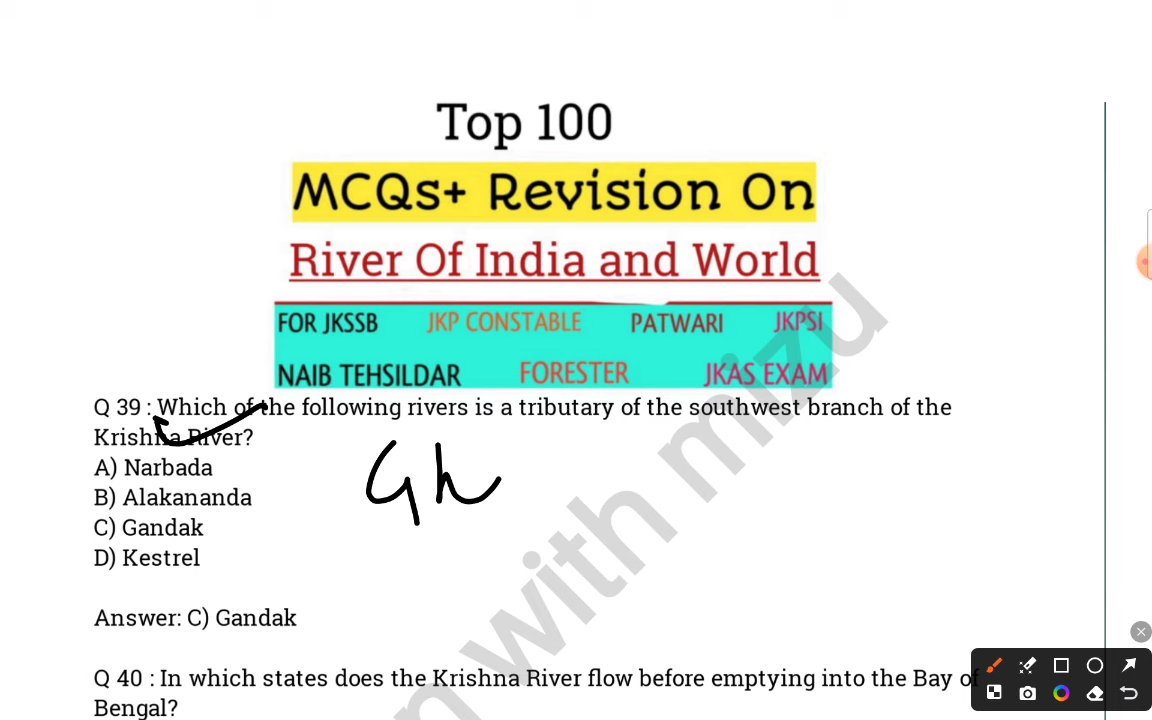 Top 100
MCQs+ Revision On
River Of India and World
FOR JKSSB JKP CONSTABLE PATWARI JKPSI
NAIB TEHSILDAR FORESTER JKAS EXAM
Q 39 : Which of the following rivers is a tributary of the southwest branch of the
Krishna River?
A) Narbada
B) Alakananda
C) Gandak
D) Kestrel
Gh
Answer: C) Gandak
Q 40 : In which states does the Krishna River flow before emptying into the Bay of
Bengal?
with mizu